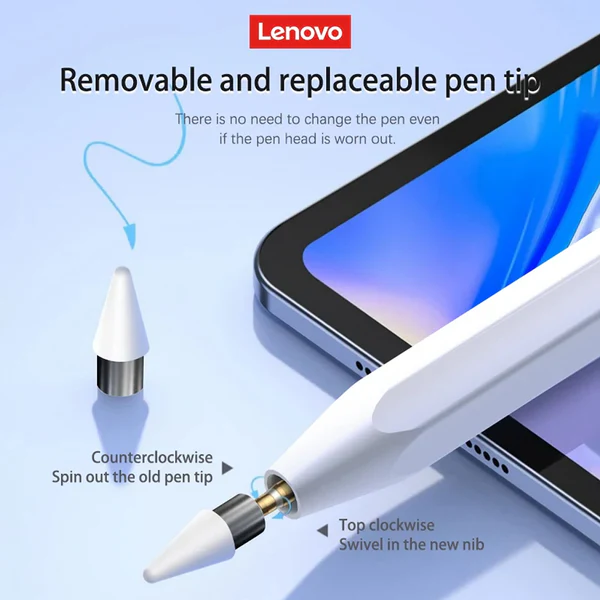 Lenovo
Removable and replaceable pen tip
There is no need to change the pen even
if the pen head is worn out.
Counterclockwise
Spin out the old pen tip
Top clockwise
Swivel in the new nib